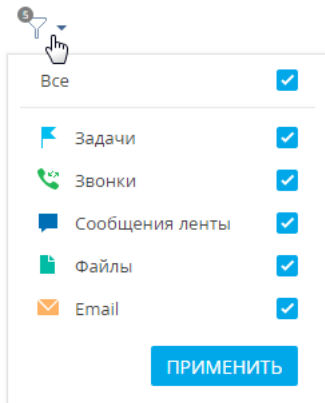 5
Все
Задачи
Звонки
Сообщения ленты
Файлы
Email
ПРИМЕНИТЬ